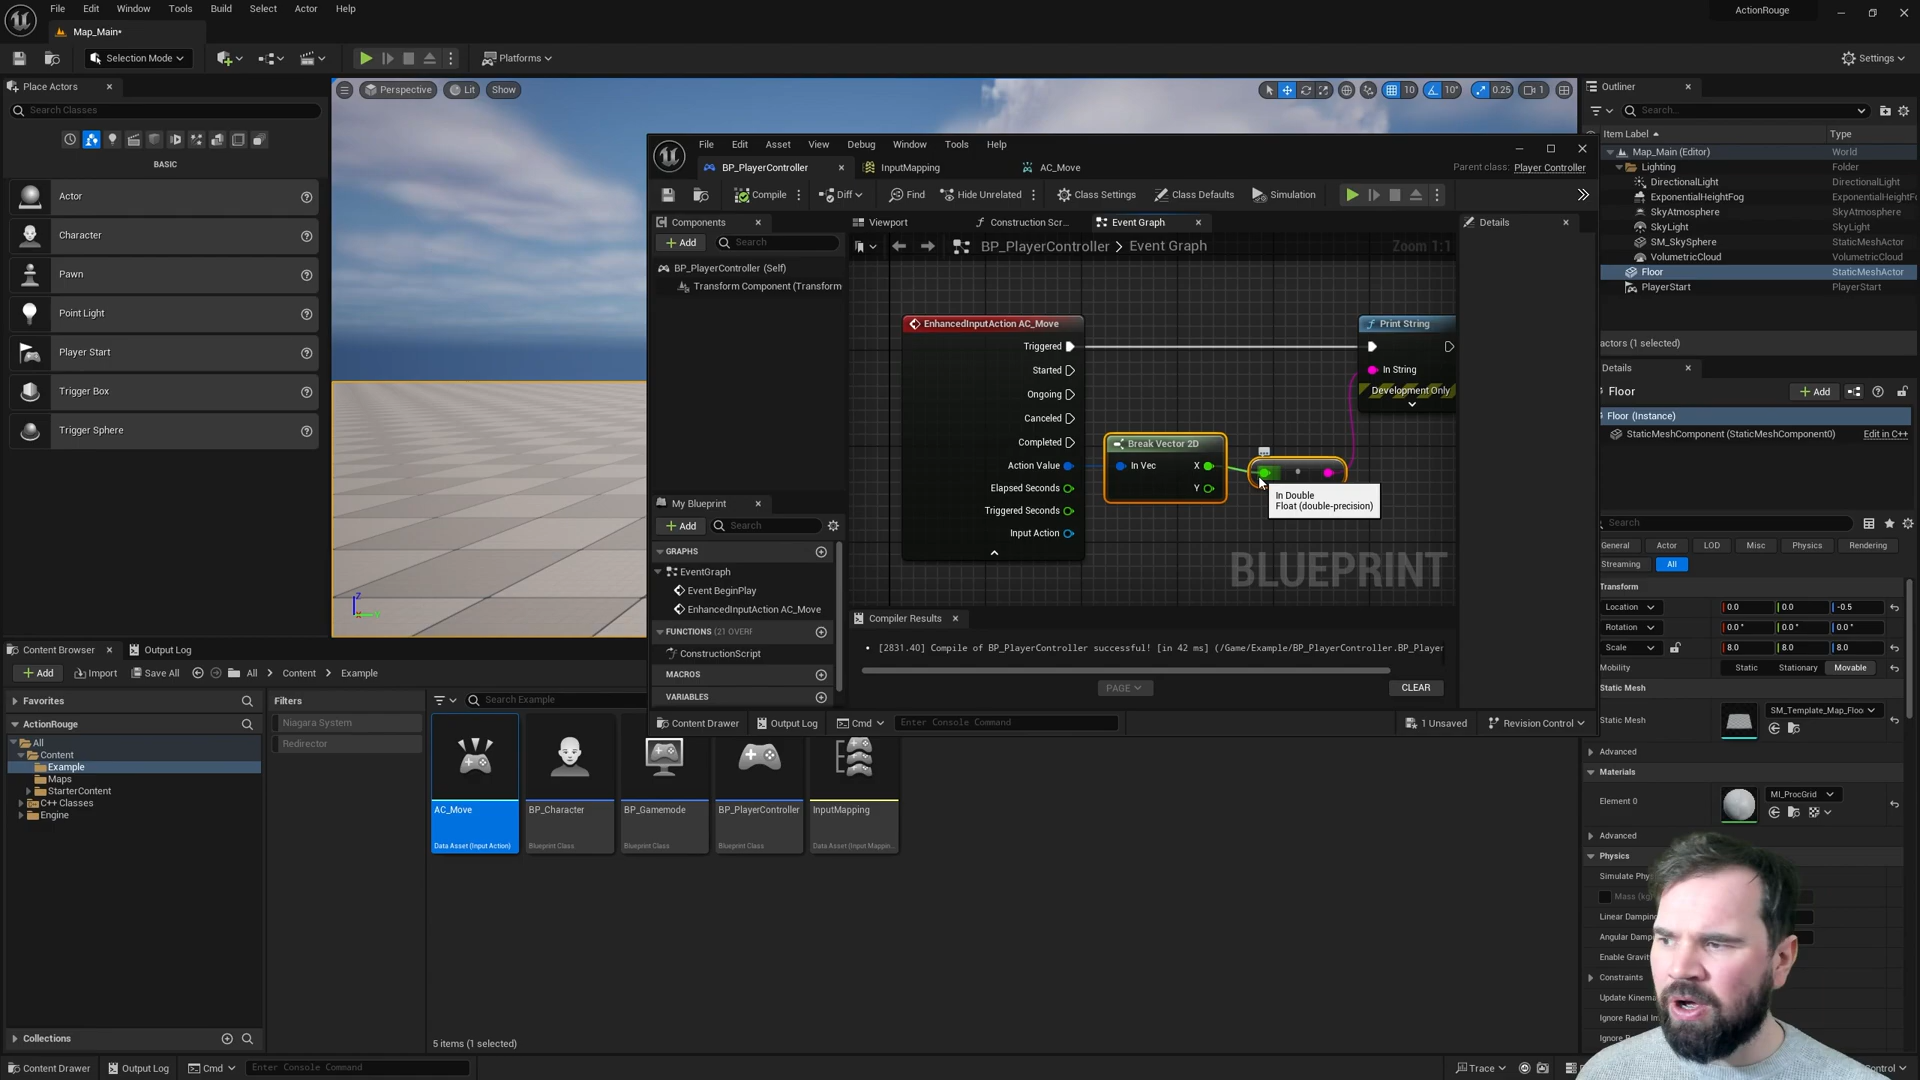 File Edit Window Tools Build Select Actor Help
ActionRouge
Map_Main*
Selection Mode
Platforms
Settings
Place Actors
Search Classes
BASIC
Actor
Character
Pawn
Point Light
Player Start
Trigger Box
Trigger Sphere
Perspective Lit Show
10 10° 0.25 1
File Edit Asset View Debug Window Tools Help
BP_PlayerController InputMapping AC_Move
Parent class: Player Controller
Compile Diff Find Hide Unrelated Class Settings Class Defaults Simulation
Components
Add Search
BP_PlayerController (Self)
Transform Component (Transform
Viewport Construction Scr... Event Graph
BP_PlayerController > Event Graph
Zoom 1:1
EnhancedInputAction AC_Move
Triggered
Started
Ongoing
Canceled
Completed
Action Value
Elapsed Seconds
Triggered Seconds
Input Action
Break Vector 2D
In Vec X
Y
Print String
In String
Development Only
In Double
Float (double-precision)
BLUEPRINT
Details
My Blueprint
Add Search
GRAPHS
EventGraph
Event BeginPlay
EnhancedInputAction AC_Move
FUNCTIONS (21 OVERF
ConstructionScript
MACROS
VARIABLES
Compiler Results
[2831.40] Compile of BP_PlayerController successful! [in 42 ms] (/Game/Example/BP_PlayerController.BP_Player
PAGE
CLEAR
Content Drawer Output Log Cmd Enter Console Command 1 Unsaved Revision Control
Outliner
Search...
Item Label Type
Map_Main (Editor) World
Lighting Folder
DirectionalLight DirectionalLight
ExponentialHeightFog ExponentialHeightFo
SkyAtmosphere SkyAtmosphere
SkyLight SkyLight
SM_SkySphere StaticMeshActor
VolumetricCloud VolumetricCloud
Floor StaticMeshActor
PlayerStart PlayerStart
actors (1 selected)
Details
Floor
Add
Floor (Instance)
StaticMeshComponent (StaticMeshComponent0) Edit in C++
Search
General Actor LOD Misc Physics Rendering
Streaming All
Transform
Location 0.0 0.0 -0.5
Rotation 0.0 ° 0.0 ° 0.0 °
Scale 8.0 8.0 8.0
Mobility Static Stationary Movable
Static Mesh
Static Mesh SM_Template_Map_Floo
Advanced
Materials
Element 0 MI_ProcGrid
Advanced
Physics
Simulate Phy
Mass (kg
Linear Dampin
Angular Damp
Enable Gravit
Constraints
Update Kinema
Ignore Radial Im
Content Browser Output Log
Add Import Save All All Content Example
Favorites
ActionRouge
All
Content
Example
Maps
StarterContent
C++ Classes
Engine
Collections
Filters
Niagara System
Redirector
Search Example
AC_Move
Data Asset (Input Action)
BP_Character
Blueprint Class
BP_Gamemode
Blueprint Class
BP_PlayerController
Blueprint Class
InputMapping
Data Asset (Input Mappin...
5 items (1 selected)
Content Drawer Output Log Cmd Enter Console Command
Trace
Control